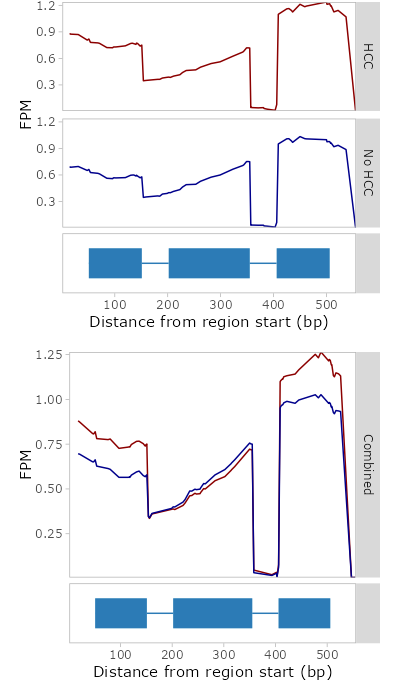 1.2
0.9
0.6
0.3
HCC
FPM
1.2
0.9
0.6
0.3
No HCC
100 200 300 400 500
Distance from region start (bp)
1.25
1.00
0.75
0.50
0.25
FPM
Combined
100 200 300 400 500
Distance from region start (bp)